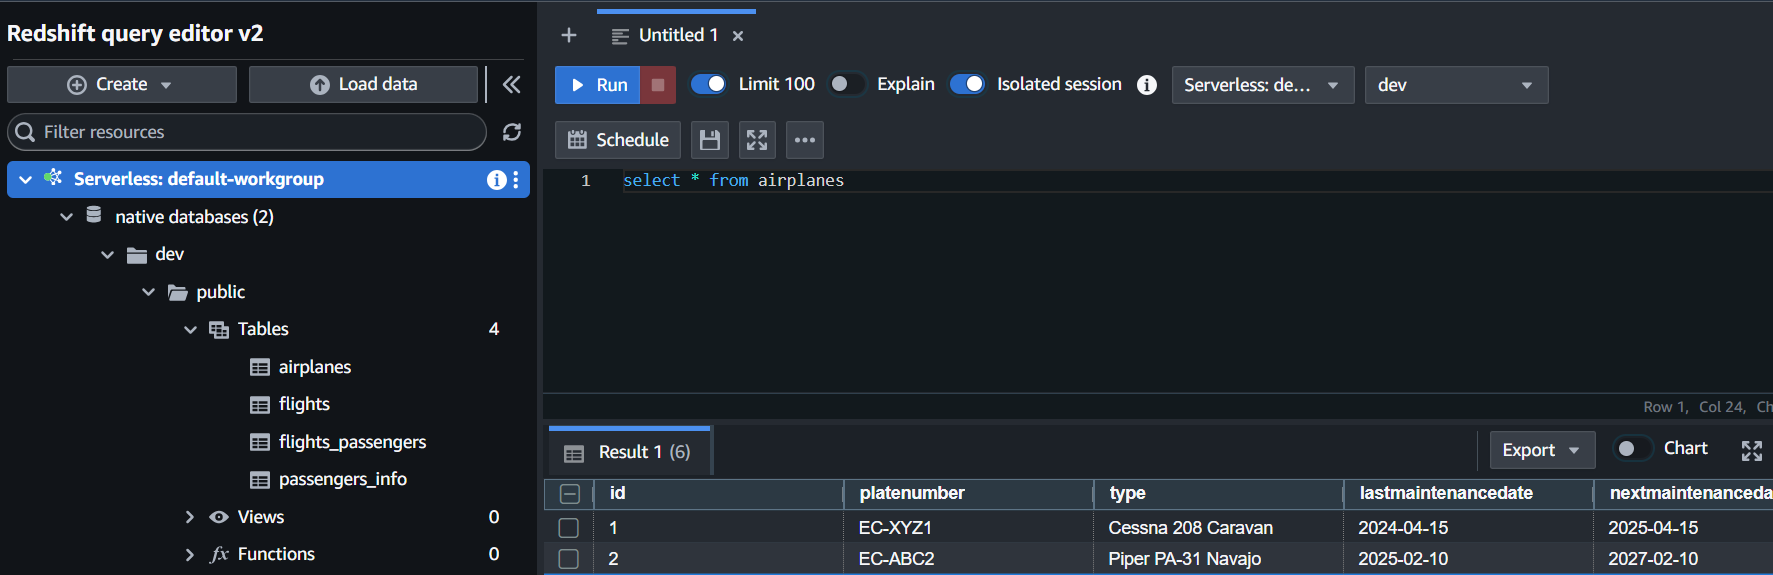 Redshift query editor v2
Create
Load data
Filter resources
Serverless: default-workgroup
native databases (2)
dev
public
Tables 4
airplanes
flights
flights_passengers
passengers_info
Views 0
fx Functions 0
Untitled 1
Run
Limit 100
Explain
Isolated session
Serverless: de...
dev
Schedule
1 select * from airplanes
Row 1, Col 24, Ch
Result 1 (6)
Export
Chart
id platenumber type lastmaintenancedate nextmaintenanceda
1 EC-XYZ1 Cessna 208 Caravan 2024-04-15 2025-04-15
2 EC-ABC2 Piper PA-31 Navajo 2025-02-10 2027-02-10